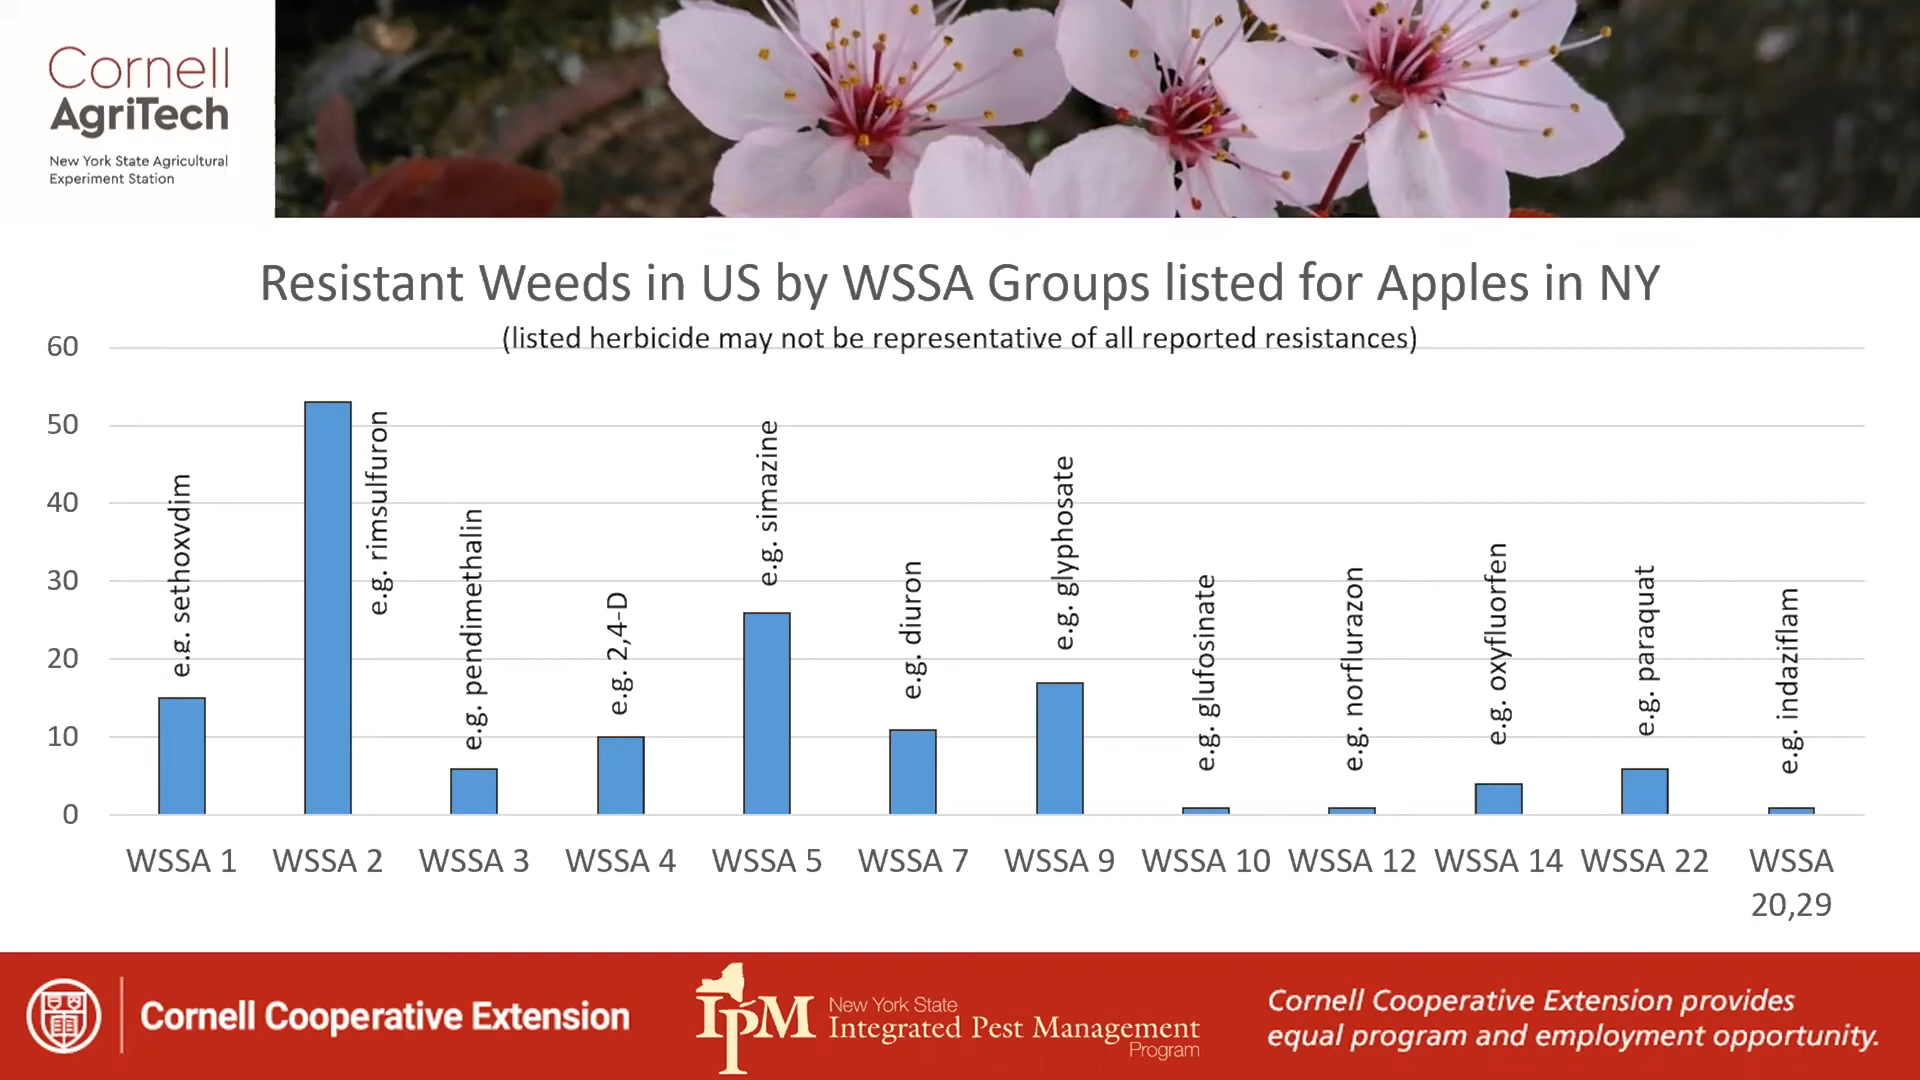 Cornell
AgriTech
New York State Agricultural
Experiment Station
Resistant Weeds in US by WSSA Groups listed for Apples in NY
(listed herbicide may not be representative of all reported resistances)
60
50
40
30
20
10
0
e.g. sethoxvdim
e.g. rimsulfuron
e.g. pendimethalin
e.g. 2,4-D
e.g. simazine
e.g. diuron
e.g. glyphosate
e.g. glufosinate
e.g. norflurazon
e.g. oxyfluorfen
e.g. paraquat
e.g. indaziflam
WSSA 1
WSSA 2
WSSA 3
WSSA 4
WSSA 5
WSSA 7
WSSA 9
WSSA 10
WSSA 12
WSSA 14
WSSA 22
WSSA
20,29
Cornell Cooperative Extension
IPM
New York State
Integrated Pest Management
Program
Cornell Cooperative Extension provides
equal program and employment opportunity.